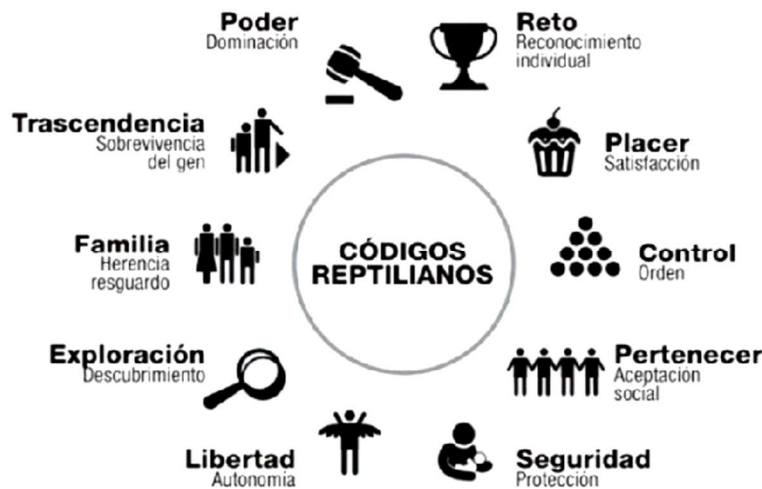 Poder
Dominación
Reto
Reconocimiento
individual
Trascendencia
Sobrevivencia
del gen
Placer
Satisfacción
Familia
Herencia
resguardo
CÓDIGOS
REPTILIANOS
Control
Orden
Exploración
Descubrimiento
Pertenecer
Aceptación
social
Libertad
Autonomía
Seguridad
Protección